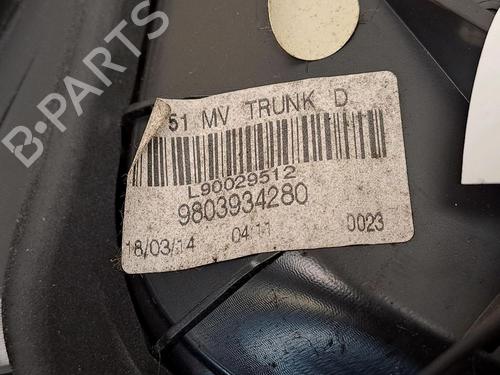 B-PARTS
51 MV TRUNK D
L90029512
9803934280
18/03/14 04:11 0023